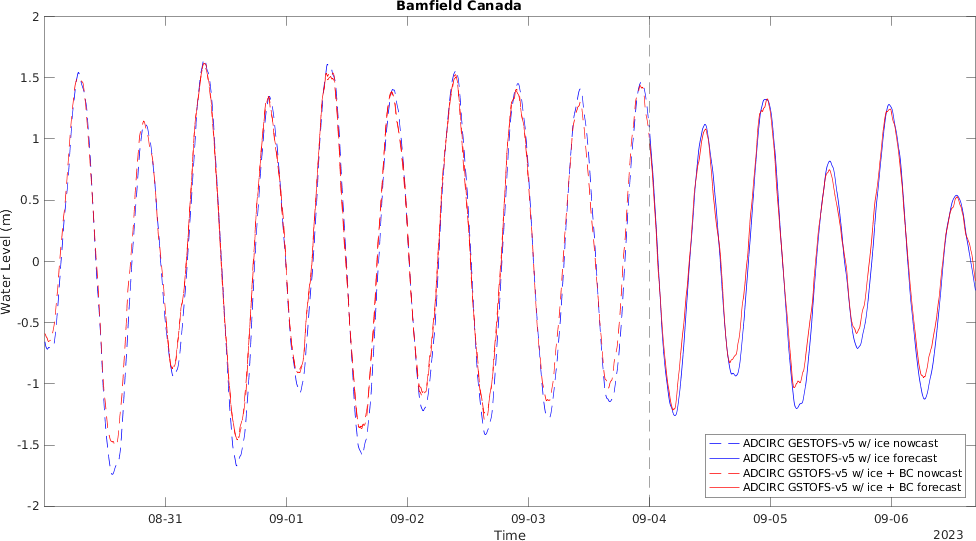 Bamfield Canada
2
1.5
1
0.5
0
-0.5
-1
-1.5
-2
Water Level (m)
08-31 09-01 09-02 09-03 09-04 09-05 09-06
Time
2023
ADCIRC GESTOFS-v5 w/ ice nowcast
ADCIRC GESTOFS-v5 w/ ice forecast
ADCIRC GSTOFS-v5 w/ ice + BC nowcast
ADCIRC GSTOFS-v5 w/ ice + BC forecast